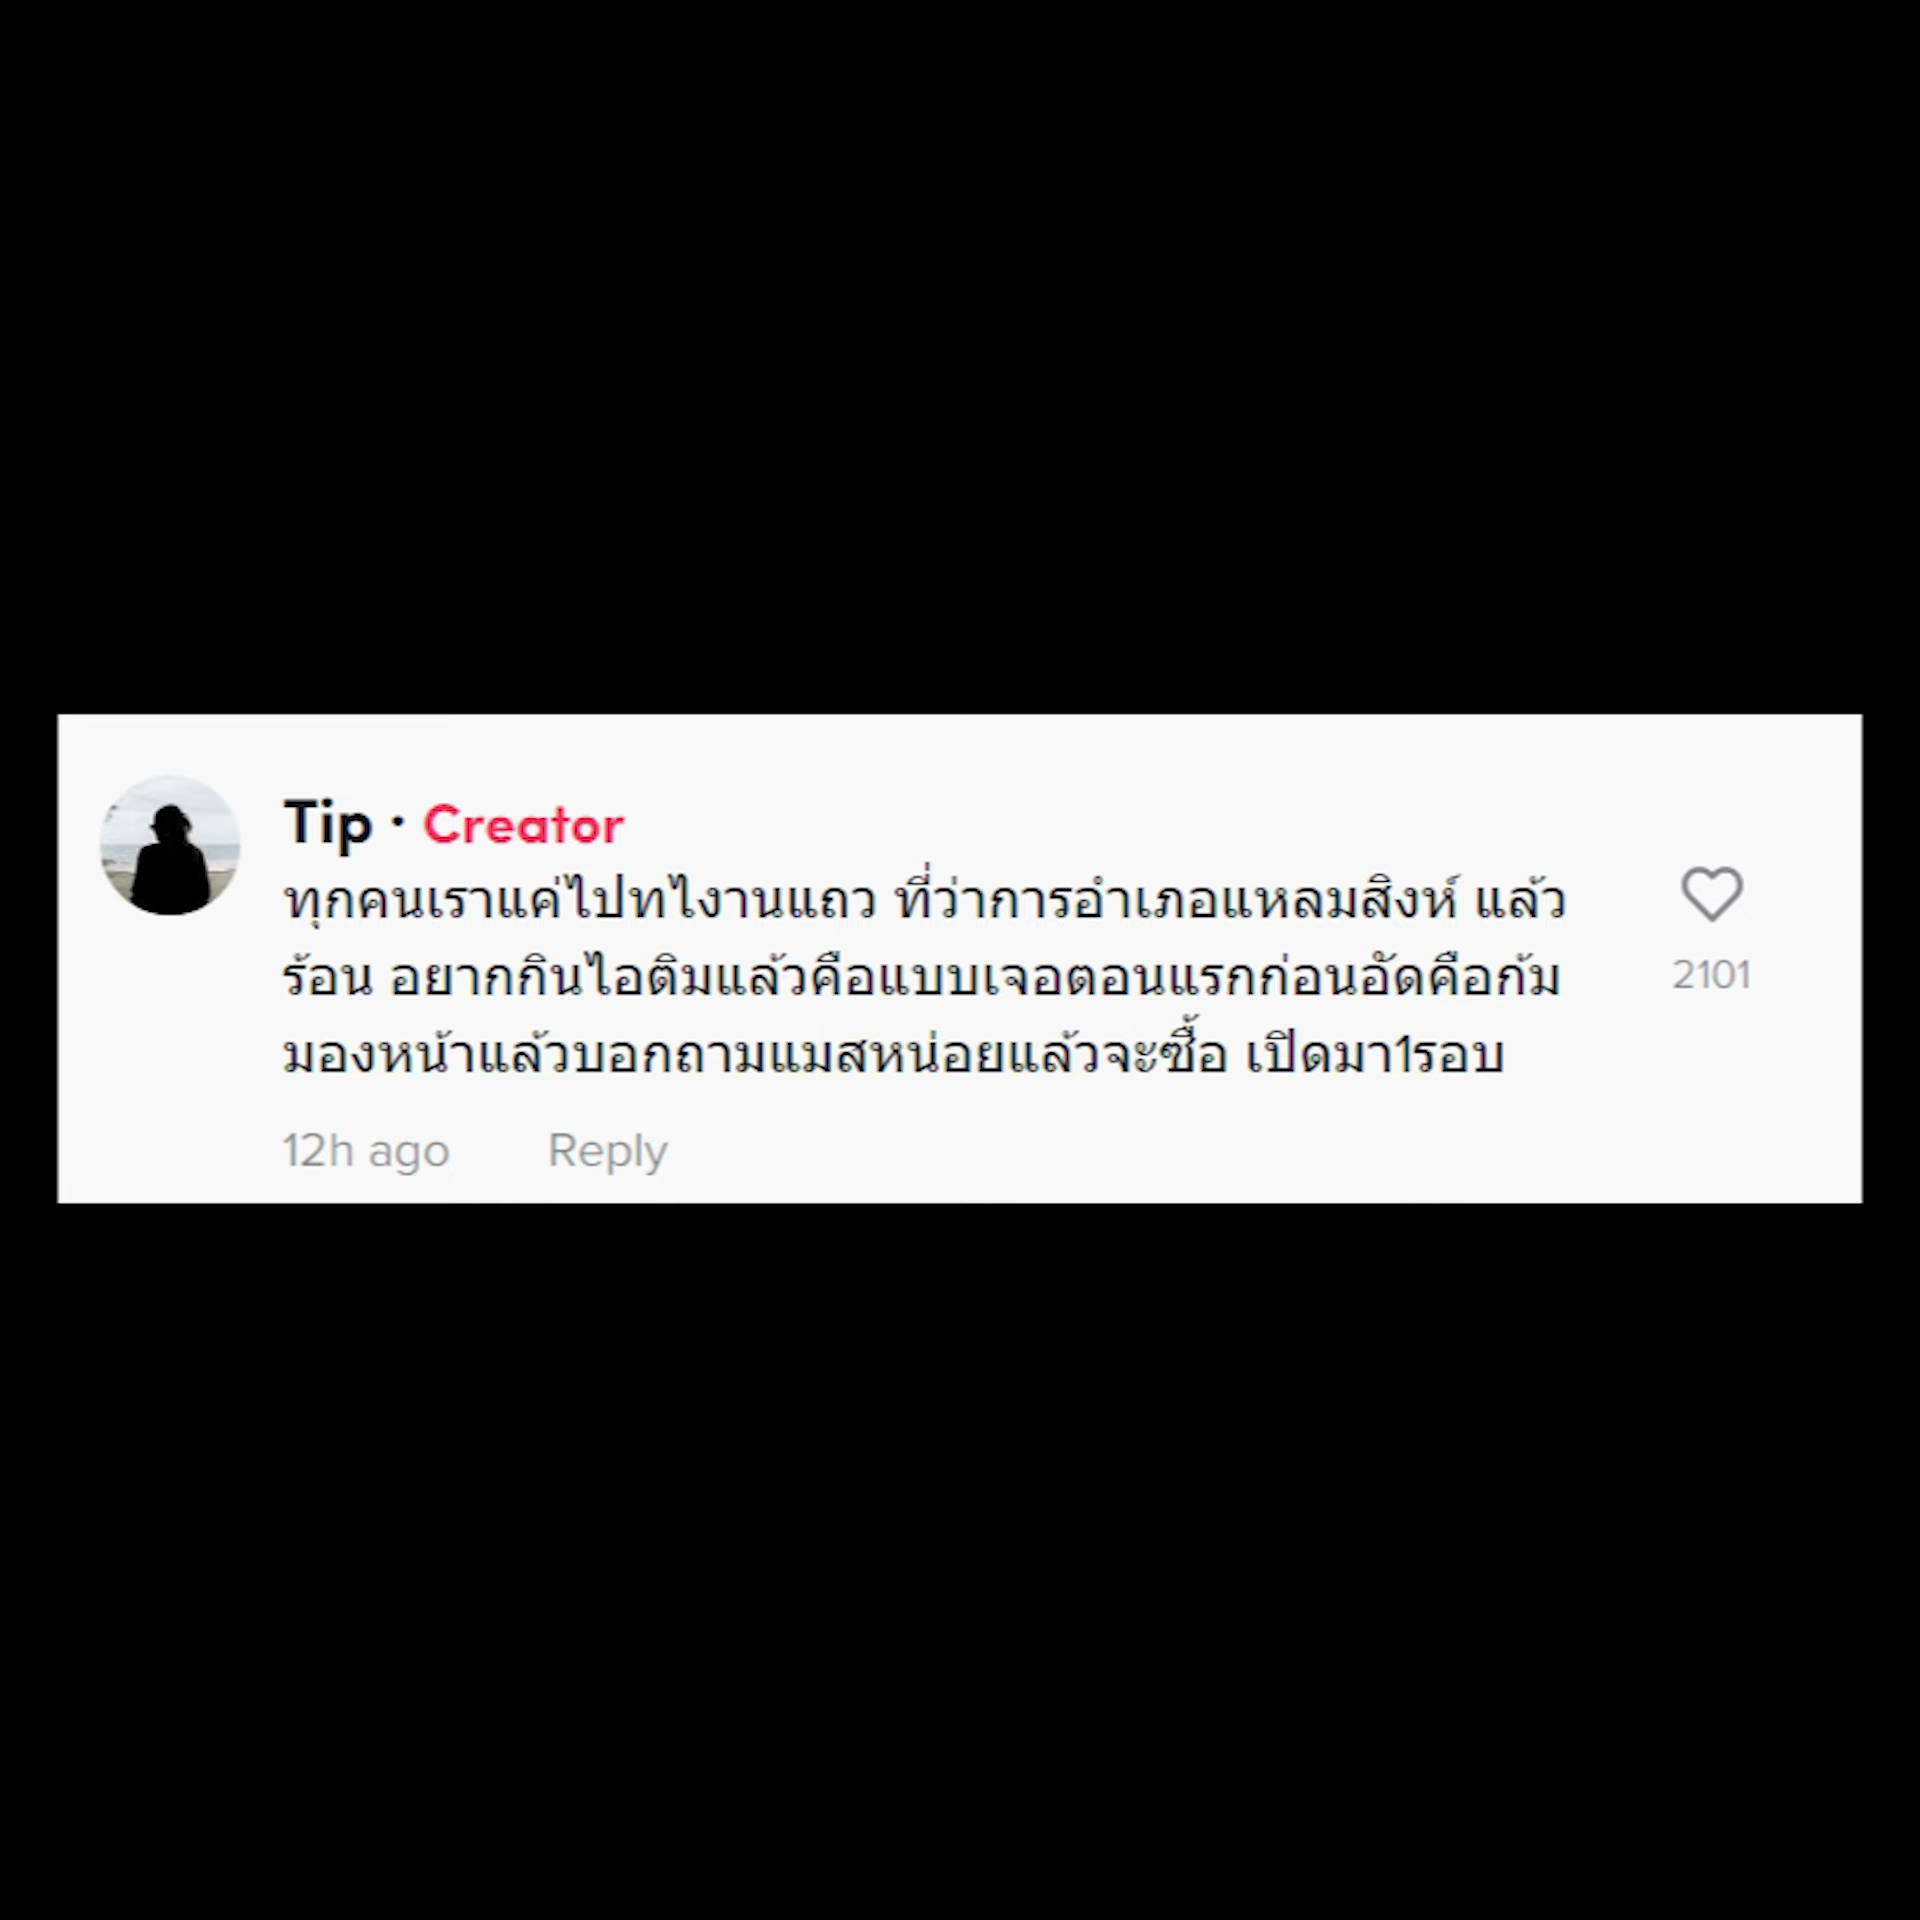 Tip · Creator
ทุกคนเราแค่ไปทไงานแถว ที่ว่าการอำเภอแหลมสิงห์ แล้ว
ร้อน อยากกินไอติมแล้วคือแบบเจอตอนแรกก่อนอัดคือก้ม
มองหน้าแล้วบอกถามแมสหน่อยแล้วจะซื้อ เปิดมา1รอบ
2101
12h ago Reply